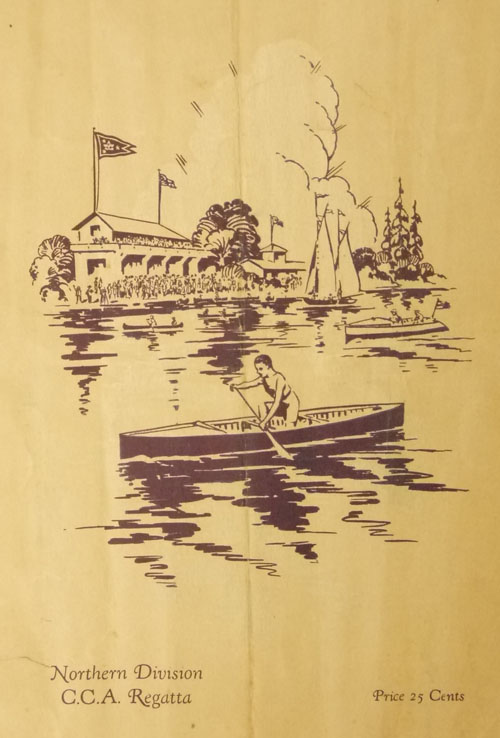 Northern Division
C.C.A. Regatta
Price 25 Cents